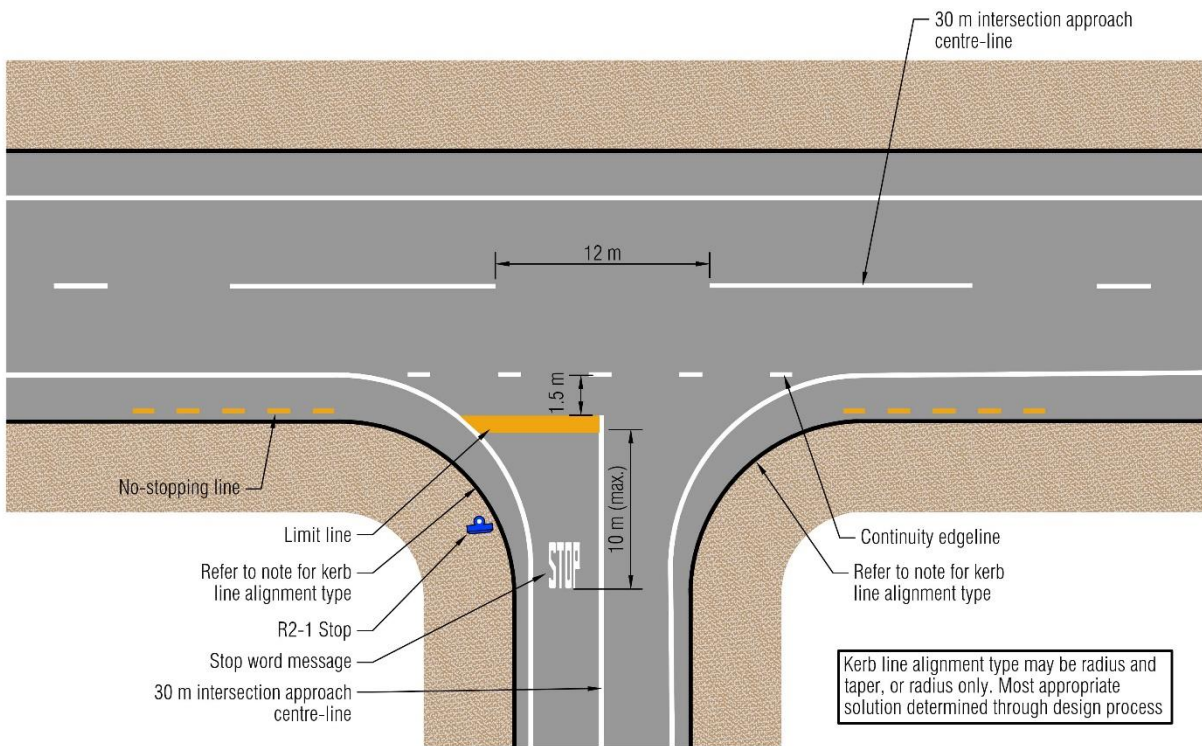 30 m intersection approach
centre-line
12 m
1.5 m
No-stopping line
10 m (max.)
Limit line
Continuity edgeline
Refer to note for kerb
line alignment type
Refer to note for kerb
line alignment type
STOP
R2-1 Stop
Stop word message
30 m intersection approach
centre-line
Kerb line alignment type may be radius and
taper, or radius only. Most appropriate
solution determined through design process